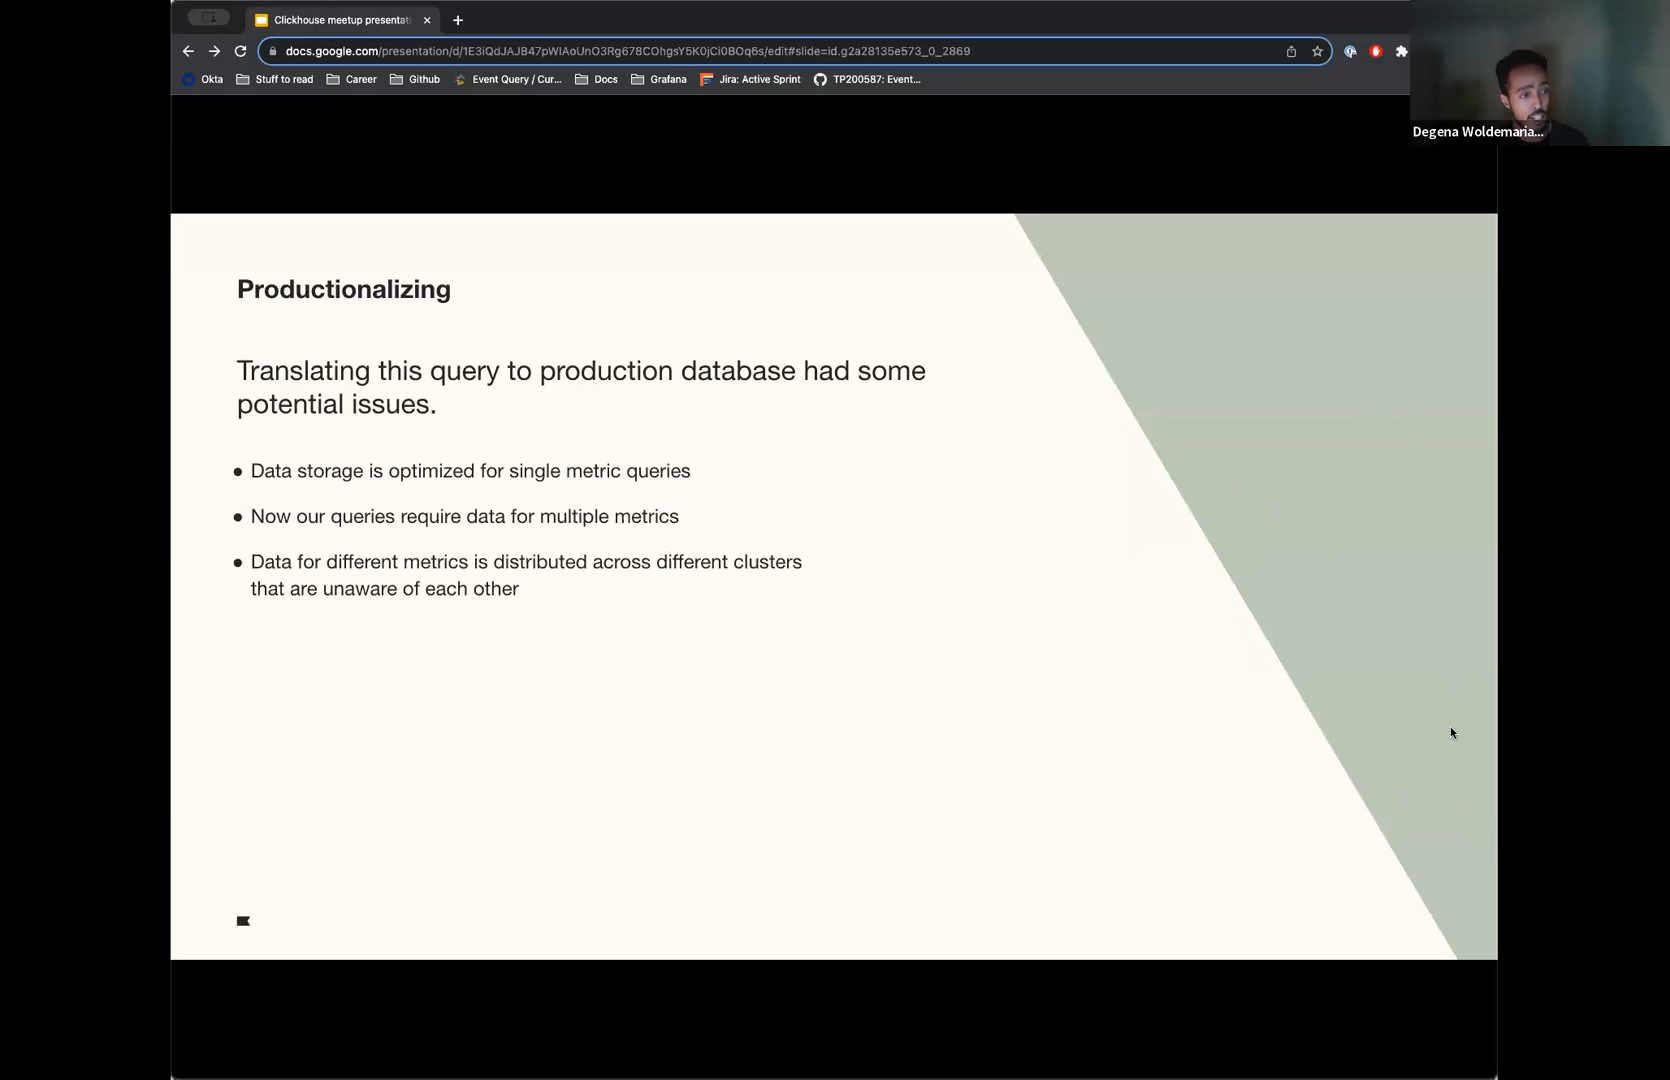 Clickhouse meetup presentati
docs.google.com/presentation/d/1E3iQdJAJB47pWlAoUnO3Rg678COhgsY5K0jCi0BOq6s/edit#slide=id.g2a28135e573_0_2869
Okta Stuff to read Career Github Event Query / Cur... Docs Grafana Jira: Active Sprint TP200587: Event...
Degena Woldemaria...
Productionalizing
Translating this query to production database had some
potential issues.
● Data storage is optimized for single metric queries
● Now our queries require data for multiple metrics
● Data for different metrics is distributed across different clusters
that are unaware of each other